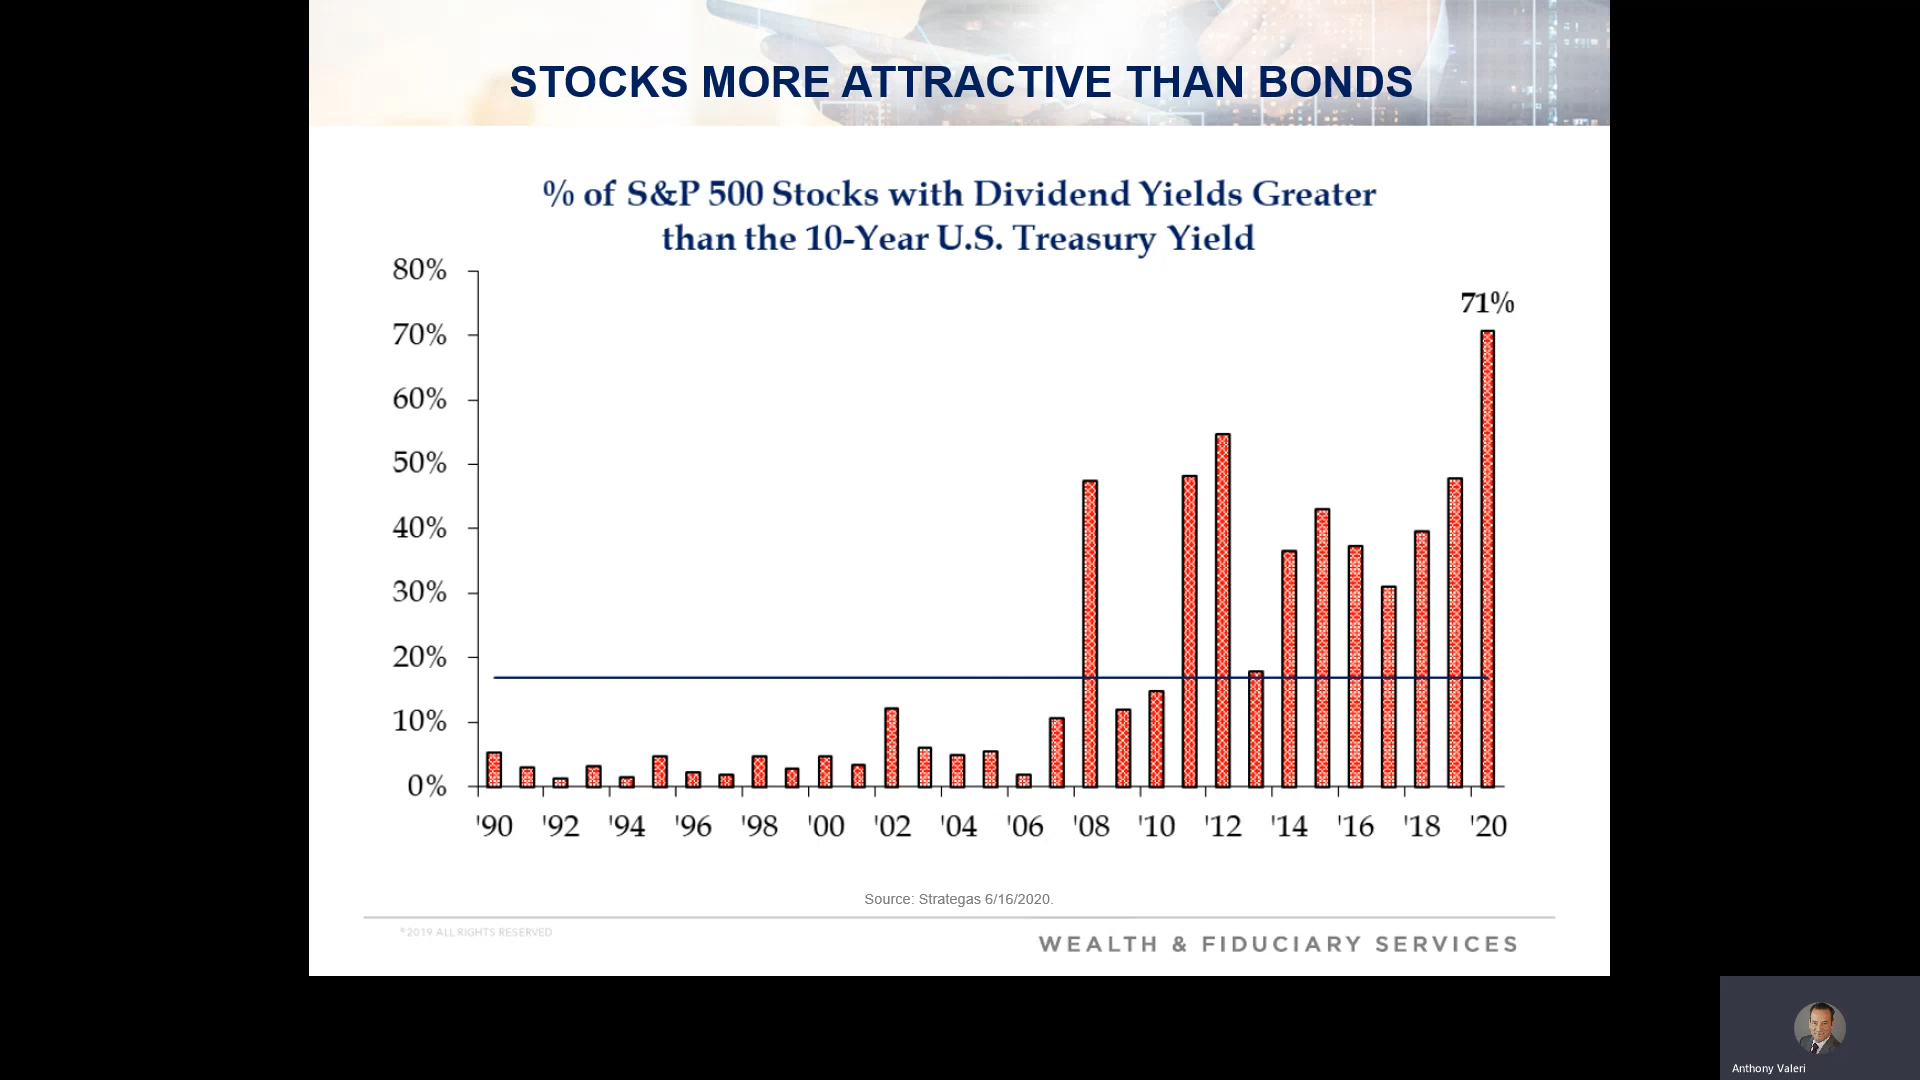 STOCKS MORE ATTRACTIVE THAN BONDS
% of S&P 500 Stocks with Dividend Yields Greater
than the 10-Year U.S. Treasury Yield
80%
71%
70%
60%
50%
40%
30%
20%
10%
0%
'90 '92 '94 '96 '98 '00 '02 '04 '06 '08 '10 '12 '14 '16 '18 '20
Source: Strategas 6/16/2020.
©2019 ALL RIGHTS RESERVED
WEALTH & FIDUCIARY SERVICES
Anthony Valeri